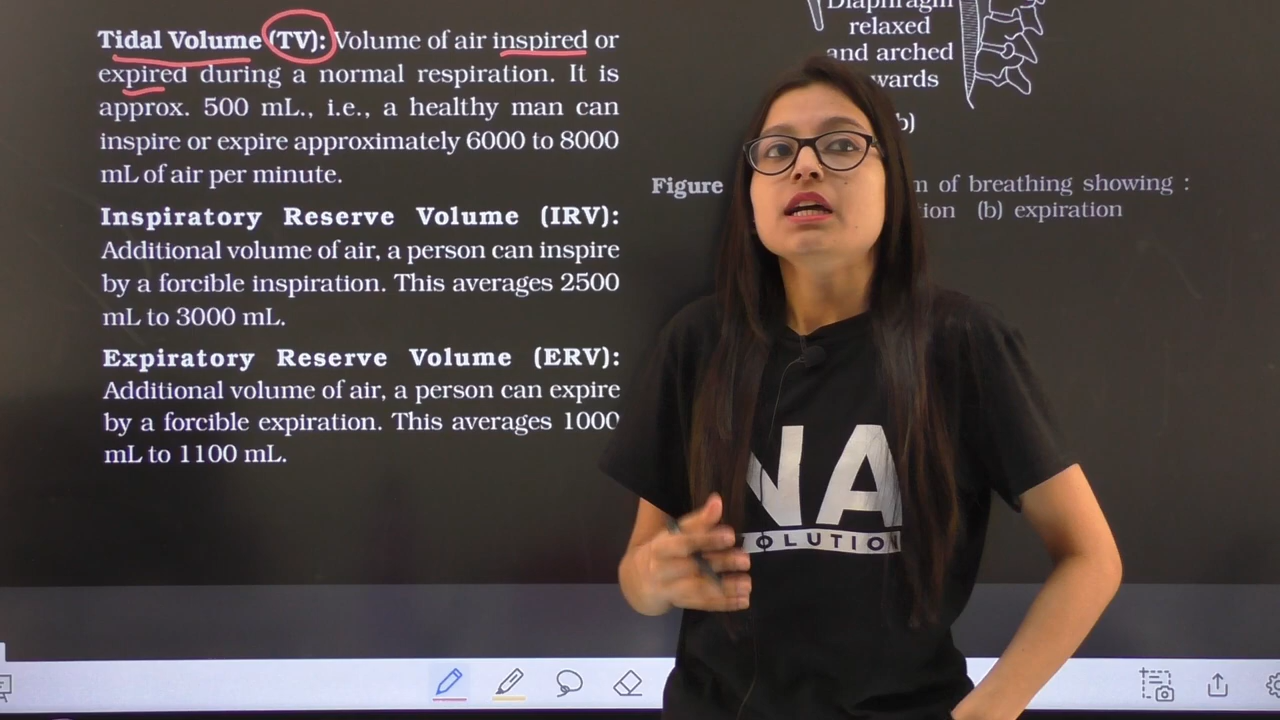 Tidal Volume (TV): Volume of air inspired or
expired during a normal respiration. It is
approx. 500 mL., i.e., a healthy man can
inspire or expire approximately 6000 to 8000
mL of air per minute.
Inspiratory Reserve Volume (IRV):
Additional volume of air, a person can inspire
by a forcible inspiration. This averages 2500
mL to 3000 mL.
Expiratory Reserve Volume (ERV):
Additional volume of air, a person can expire
by a forcible expiration. This averages 1000
mL to 1100 mL.
Diaphragm
relaxed
and arched
wards
b)
Figure
m of breathing showing :
tion (b) expiration
NA
OLUTION